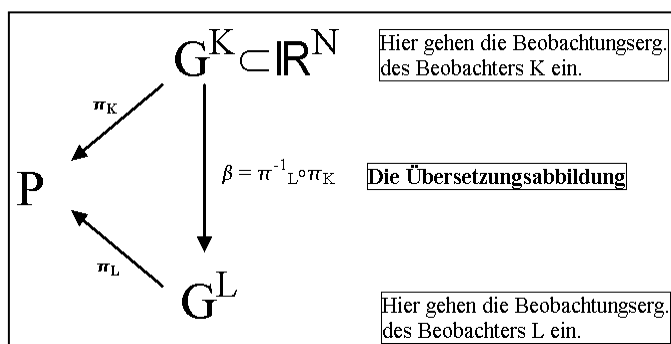 G^K ⊂ ℝ^N
Hier gehen die Beobachtungserg.
des Beobachters K ein.
π_K
P
β = π^-1_L∘π_K
Die Übersetzungsabbildung
π_L
G^L
Hier gehen die Beobachtungserg.
des Beobachters L ein.